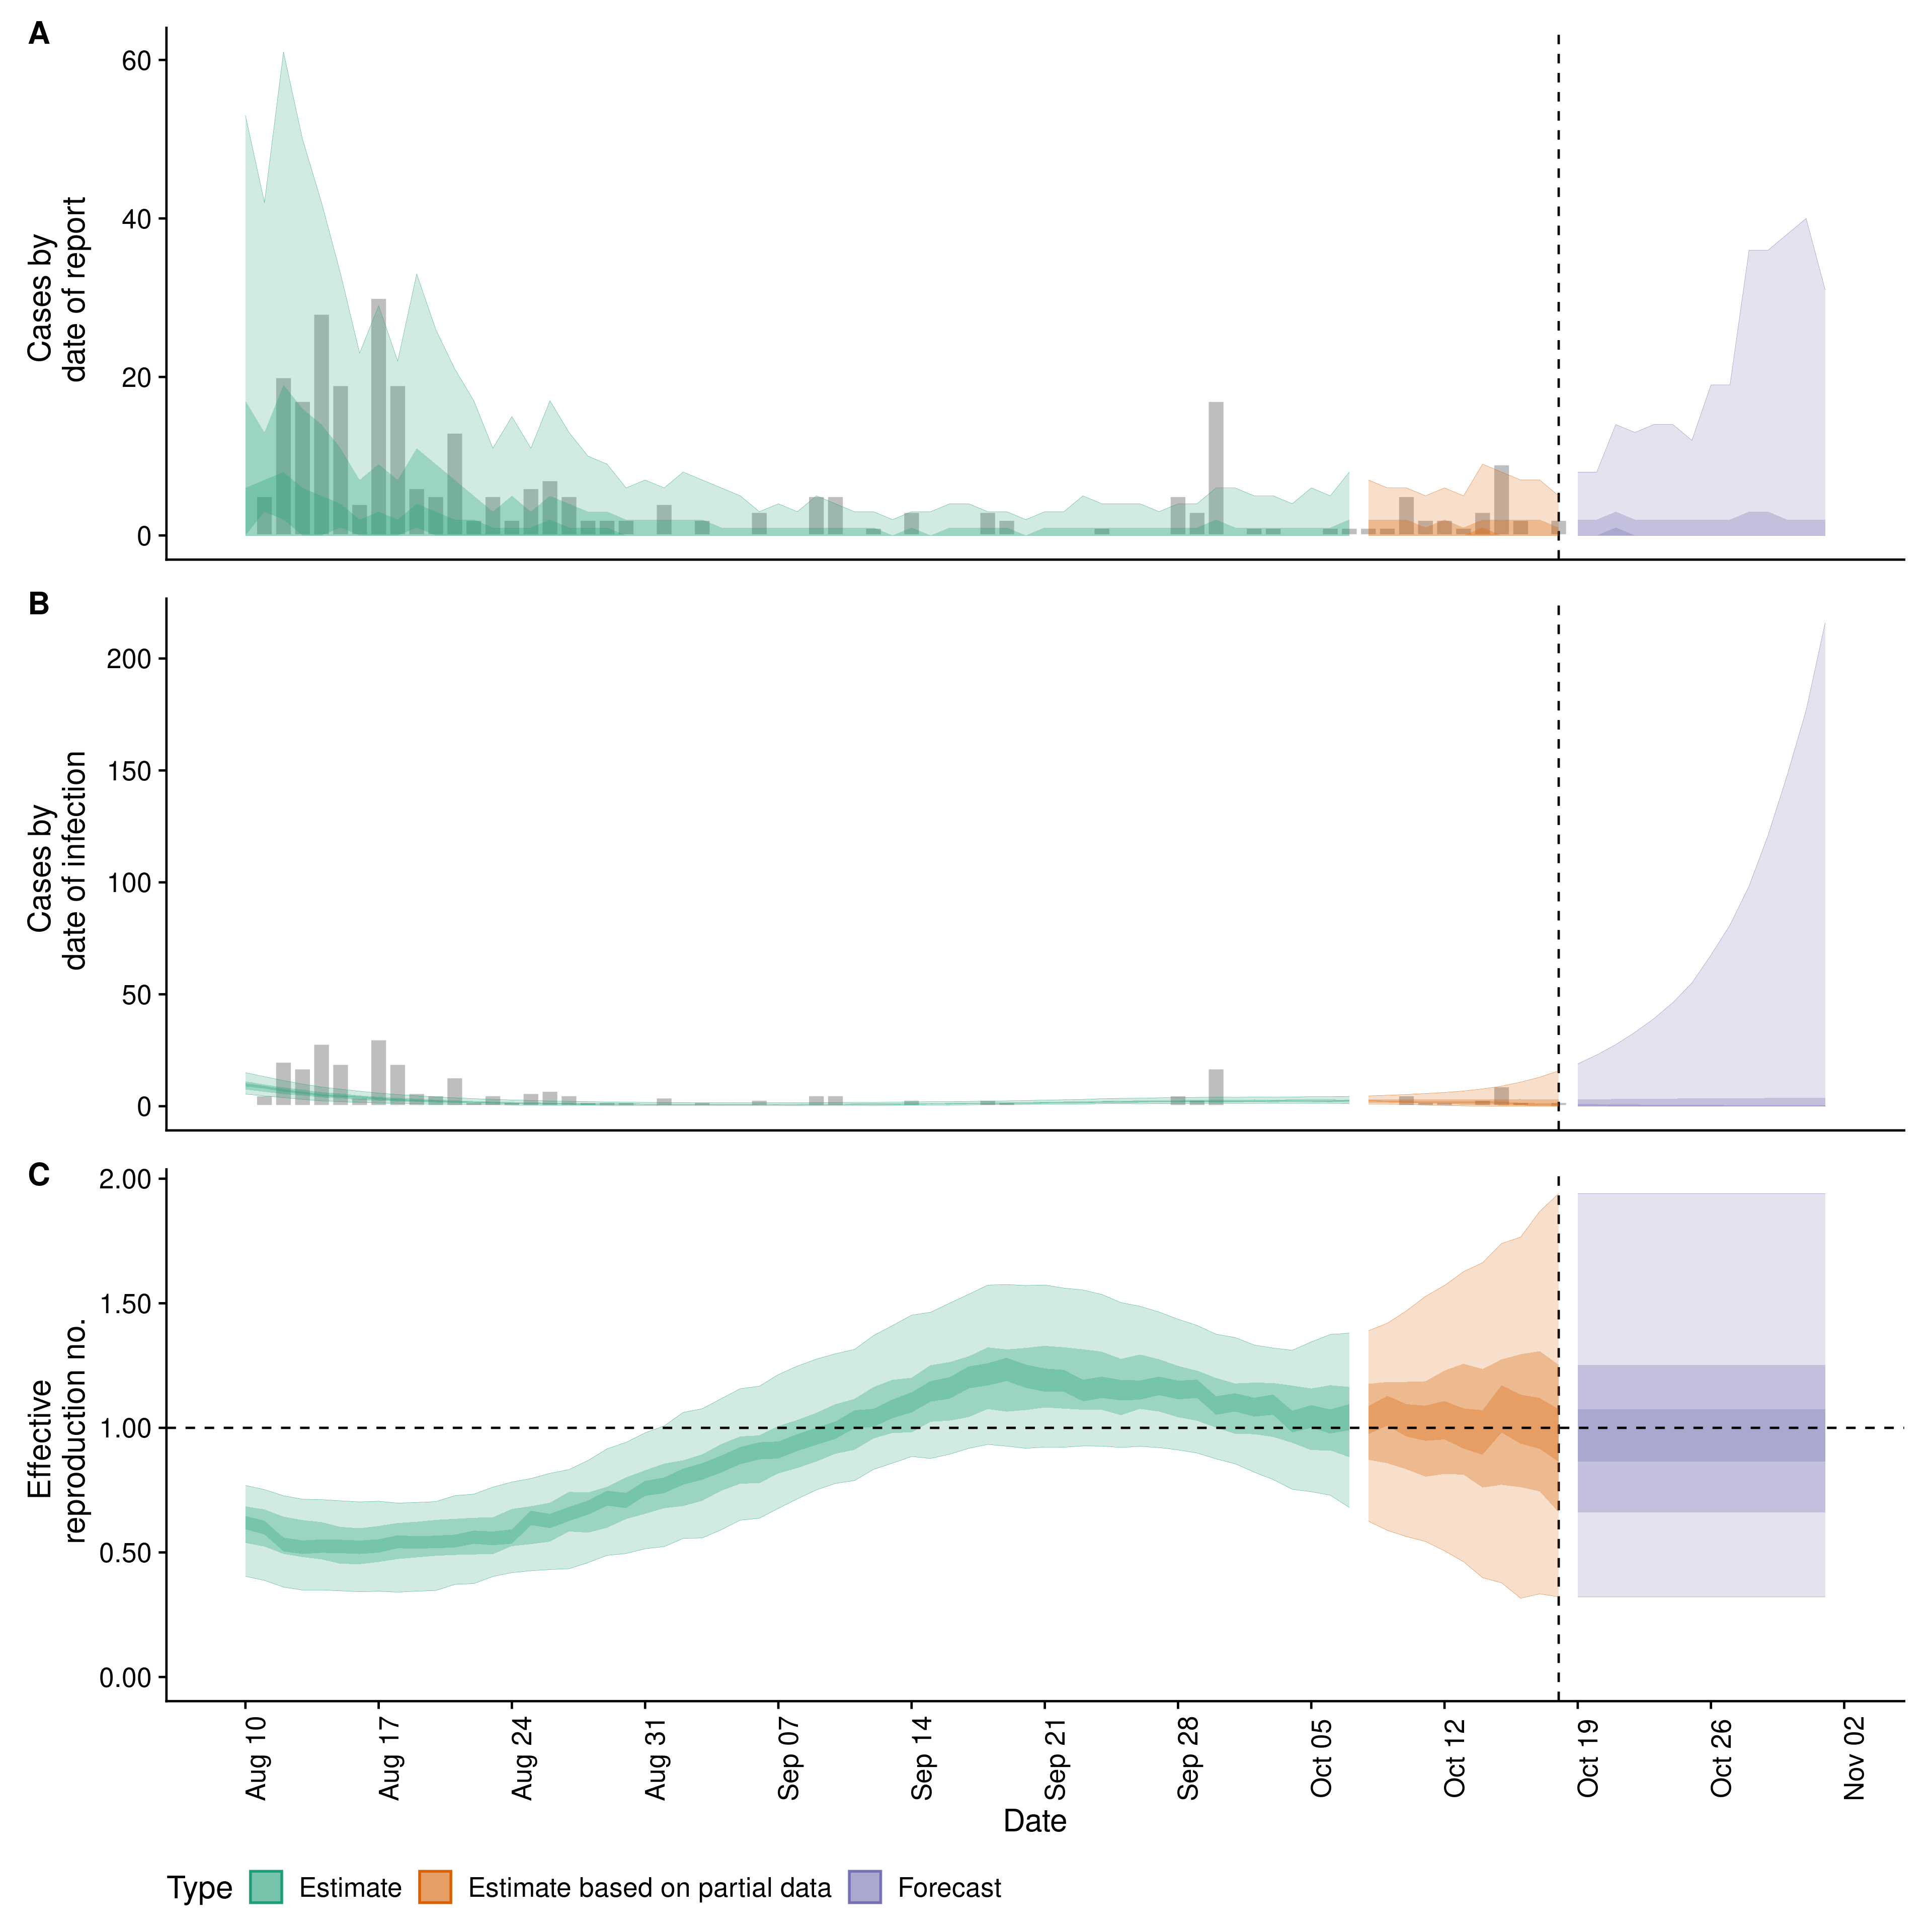 A
Cases by
date of report
60
40
20
0
B
Cases by
date of infection
200
150
100
50
0
C
Effective
reproduction no.
2.00
1.50
1.00
0.50
0.00
Aug 10
Aug 17
Aug 24
Aug 31
Sep 07
Sep 14
Sep 21
Sep 28
Oct 05
Oct 12
Oct 19
Oct 26
Nov 02
Date
Type Estimate Estimate based on partial data Forecast